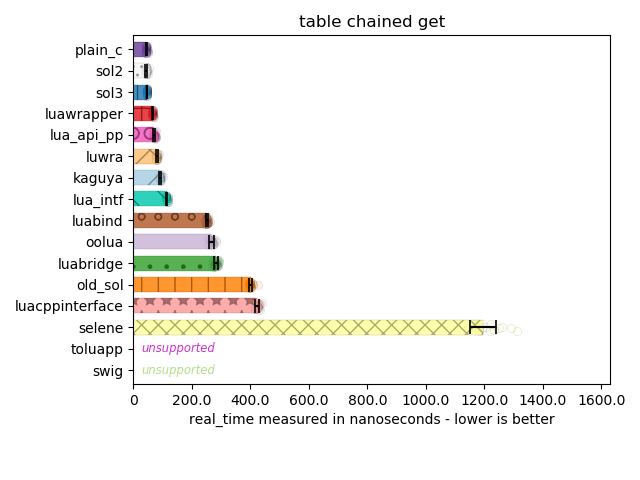 table chained get
plain_c
sol2
sol3
luawrapper
lua_api_pp
luwra
kaguya
lua_intf
luabind
oolua
luabridge
old_sol
luacppinterface
selene
toluapp unsupported
swig unsupported
0 200.0 400.0 600.0 800.0 1000.0 1200.0 1400.0 1600.0
real_time measured in nanoseconds - lower is better